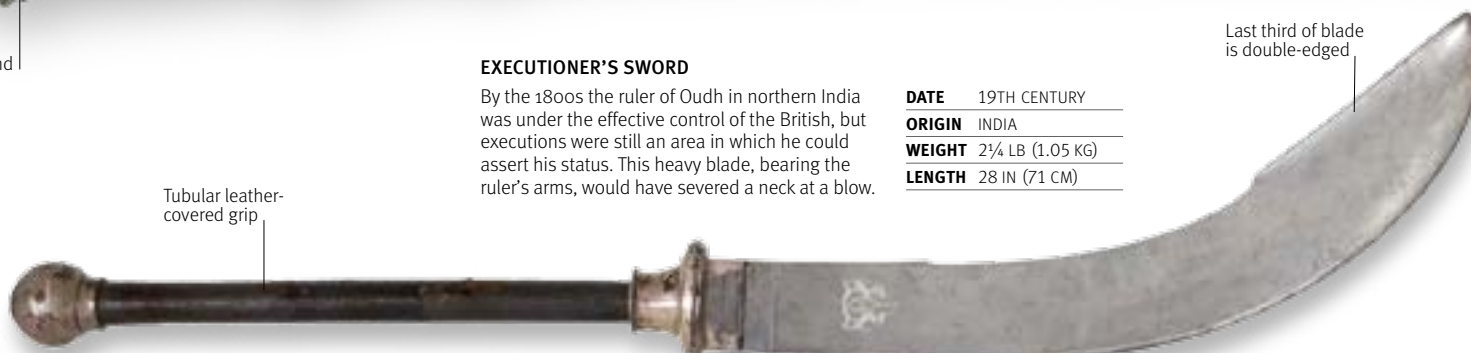 nd
Last third of blade
is double-edged
EXECUTIONER'S SWORD
By the 1800s the ruler of Oudh in northern India
was under the effective control of the British, but
executions were still an area in which he could
assert his status. This heavy blade, bearing the
ruler's arms, would have severed a neck at a blow.
DATE 19TH CENTURY
ORIGIN INDIA
WEIGHT 2¼ LB (1.05 KG)
LENGTH 28 IN (71 CM)
Tubular leather-
covered grip